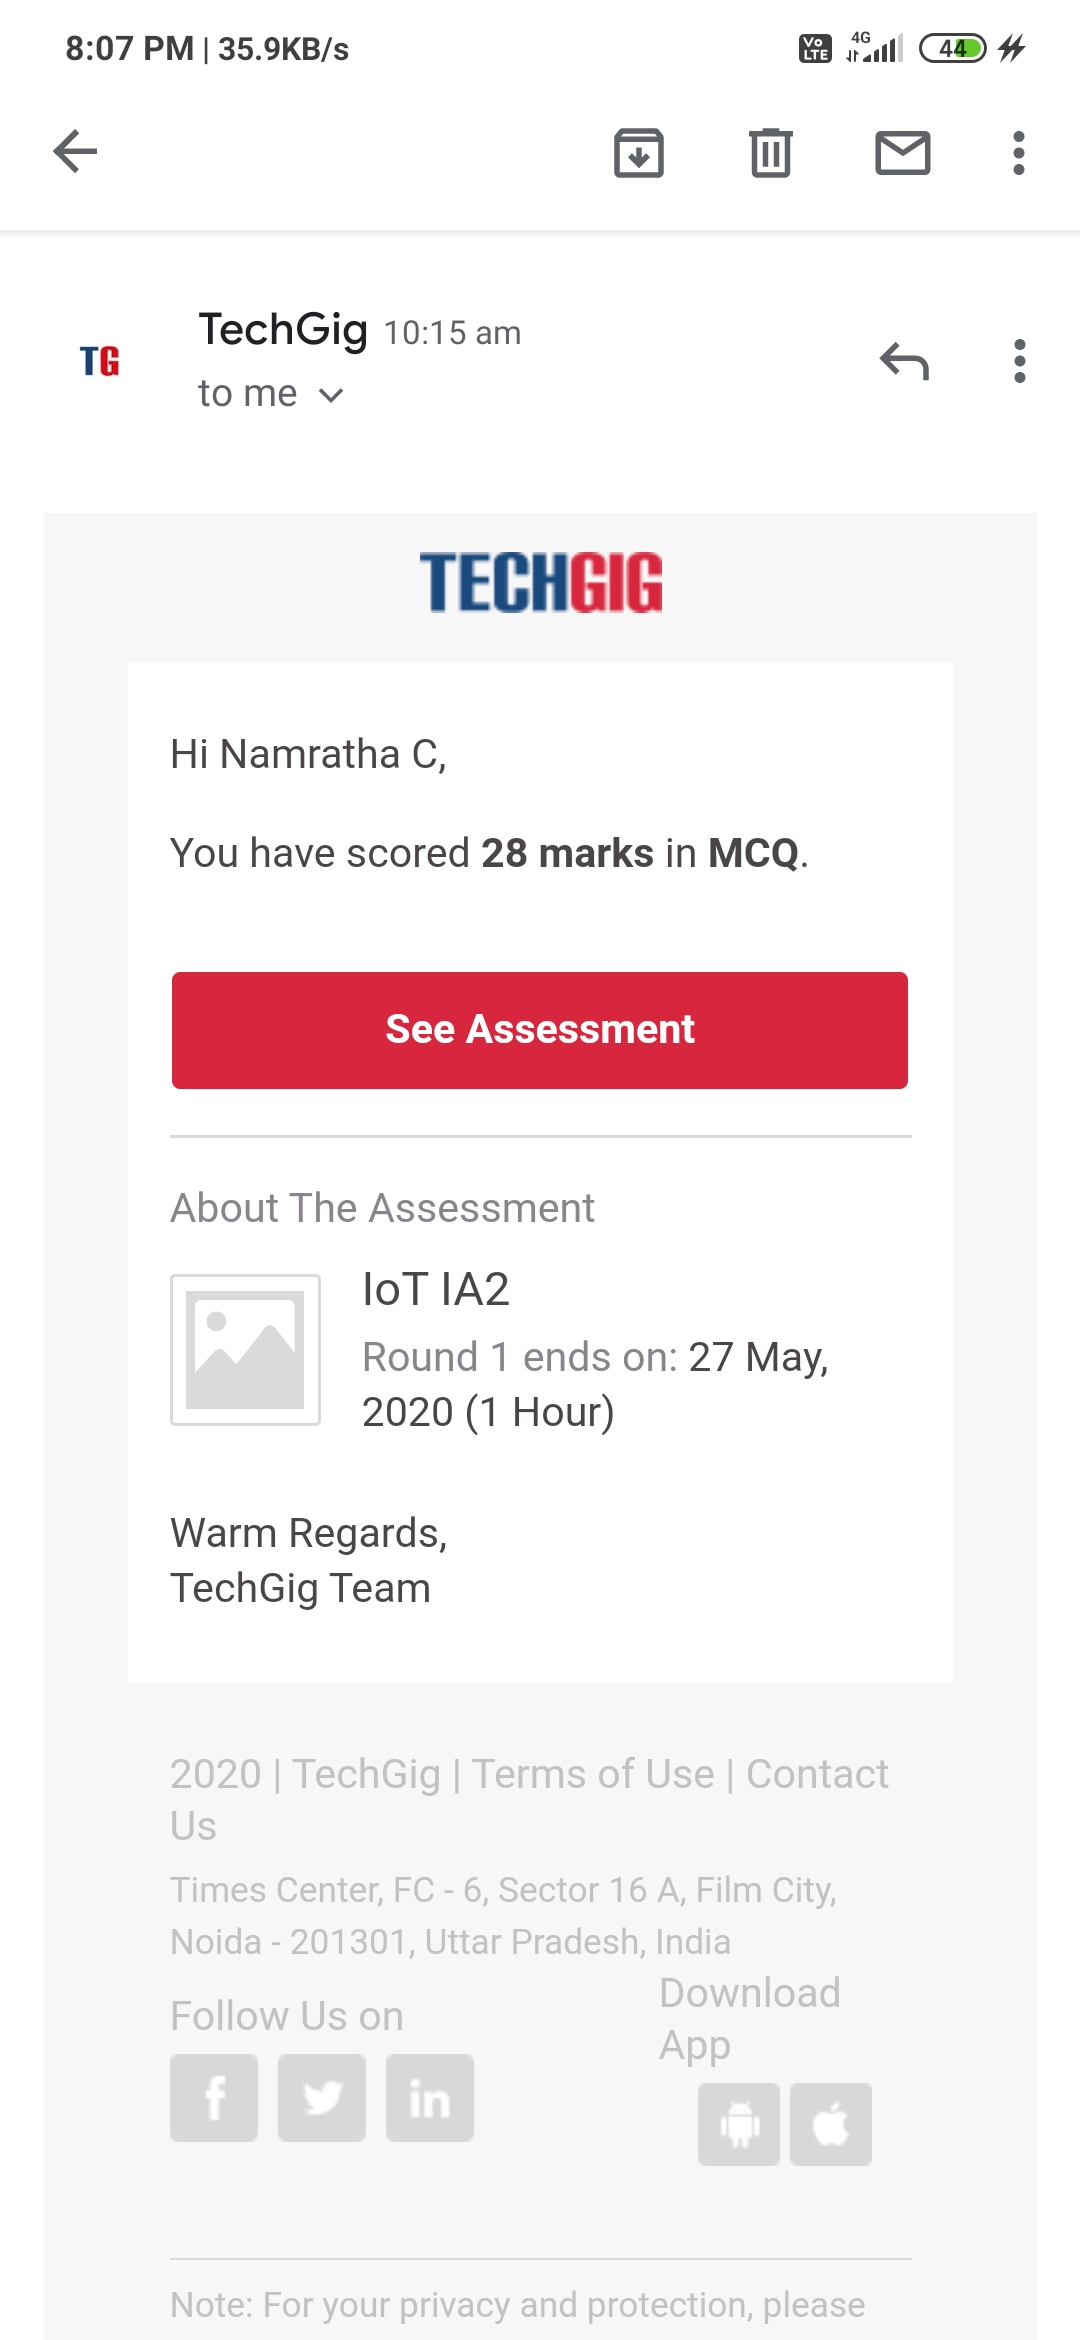 8:07 PM | 35.9KB/s
Vo LTE 4G 44
TechGig 10:15 am
TG
to me
TECHGIG
Hi Namratha C,
You have scored 28 marks in MCQ.
See Assessment
About The Assessment
IoT IA2
Round 1 ends on: 27 May,
2020 (1 Hour)
Warm Regards,
TechGig Team
2020 | TechGig | Terms of Use | Contact
Us
Times Center, FC - 6, Sector 16 A, Film City,
Noida - 201301, Uttar Pradesh, India
Follow Us on
Download
App
f in
Note: For your privacy and protection, please